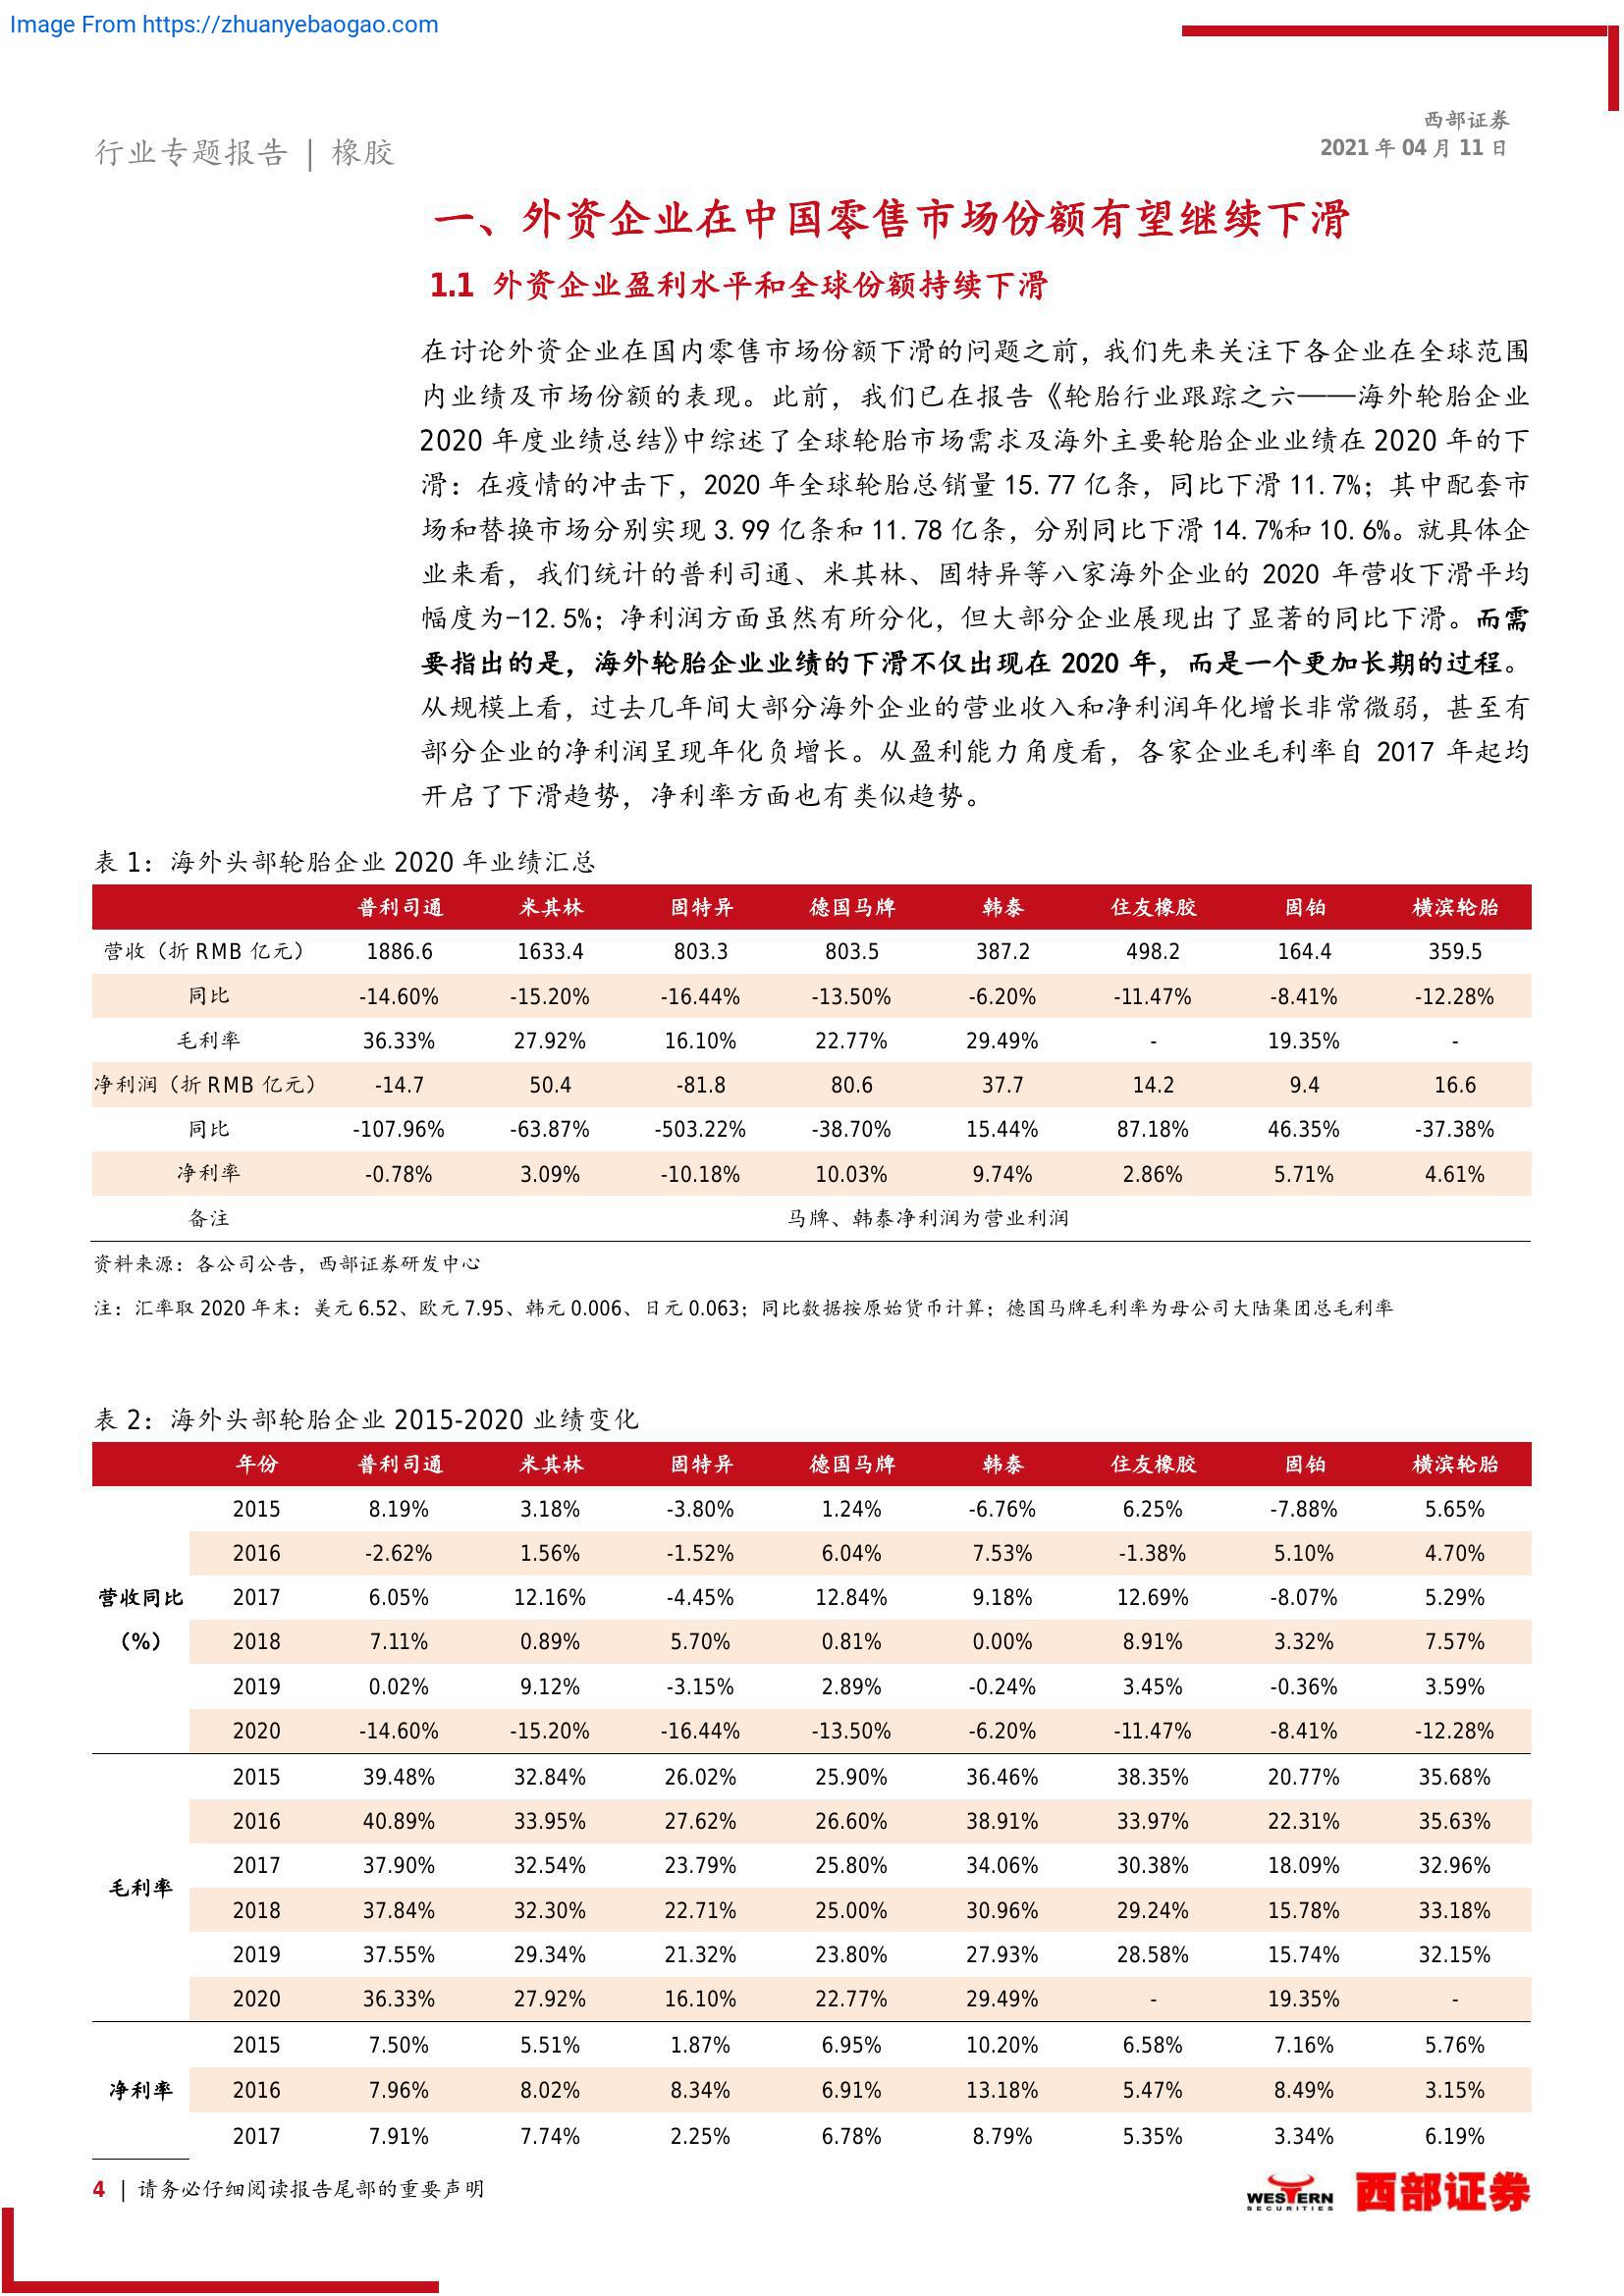 Image From https://zhuanyebaogao.com
西部证券
2021 年 04 月 11 日
行业专题报告 | 橡胶
一、外资企业在中国零售市场份额有望继续下滑
1.1 外资企业盈利水平和全球份额持续下滑
在讨论外资企业在国内零售市场份额下滑的问题之前，我们先来关注下各企业在全球范围
内业绩及市场份额的表现。此前，我们已在报告《轮胎行业跟踪之六——海外轮胎企业
2020 年度业绩总结》中综述了全球轮胎市场需求及海外主要轮胎企业业绩在 2020 年的下
滑：在疫情的冲击下，2020 年全球轮胎总销量 15.77 亿条，同比下滑 11.7%；其中配套市
场和替换市场分别实现 3.99 亿条和 11.78 亿条，分别同比下滑 14.7%和 10.6%。就具体企
业来看，我们统计的普利司通、米其林、固特异等八家海外企业的 2020 年营收下滑平均
幅度为-12.5%；净利润方面虽然有所分化，但大部分企业展现出了显著的同比下滑。而需
要指出的是，海外轮胎企业业绩的下滑不仅出现在 2020 年，而是一个更加长期的过程。
从规模上看，过去几年间大部分海外企业的营业收入和净利润年化增长非常微弱，甚至有
部分企业的净利润呈现年化负增长。从盈利能力角度看，各家企业毛利率自 2017 年起均
开启了下滑趋势，净利率方面也有类似趋势。
表 1：海外头部轮胎企业 2020 年业绩汇总
普利司通 米其林 固特异 德国马牌 韩泰 住友橡胶 固铂 横滨轮胎
营收（折 RMB 亿元） 1886.6 1633.4 803.3 803.5 387.2 498.2 164.4 359.5
同比 -14.60% -15.20% -16.44% -13.50% -6.20% -11.47% -8.41% -12.28%
毛利率 36.33% 27.92% 16.10% 22.77% 29.49% - 19.35% -
净利润（折 RMB 亿元） -14.7 50.4 -81.8 80.6 37.7 14.2 9.4 16.6
同比 -107.96% -63.87% -503.22% -38.70% 15.44% 87.18% 46.35% -37.38%
净利率 -0.78% 3.09% -10.18% 10.03% 9.74% 2.86% 5.71% 4.61%
备注 马牌、韩泰净利润为营业利润
资料来源：各公司公告，西部证券研发中心
注：汇率取 2020 年末：美元 6.52、欧元 7.95、韩元 0.006、日元 0.063；同比数据按原始货币计算；德国马牌毛利率为母公司大陆集团总毛利率
表 2：海外头部轮胎企业 2015-2020 业绩变化
年份 普利司通 米其林 固特异 德国马牌 韩泰 住友橡胶 固铂 横滨轮胎
2015 8.19% 3.18% -3.80% 1.24% -6.76% 6.25% -7.88% 5.65%
2016 -2.62% 1.56% -1.52% 6.04% 7.53% -1.38% 5.10% 4.70%
营收同比 2017 6.05% 12.16% -4.45% 12.84% 9.18% 12.69% -8.07% 5.29%
（%） 2018 7.11% 0.89% 5.70% 0.81% 0.00% 8.91% 3.32% 7.57%
2019 0.02% 9.12% -3.15% 2.89% -0.24% 3.45% -0.36% 3.59%
2020 -14.60% -15.20% -16.44% -13.50% -6.20% -11.47% -8.41% -12.28%
2015 39.48% 32.84% 26.02% 25.90% 36.46% 38.35% 20.77% 35.68%
2016 40.89% 33.95% 27.62% 26.60% 38.91% 33.97% 22.31% 35.63%
2017 37.90% 32.54% 23.79% 25.80% 34.06% 30.38% 18.09% 32.96%
毛利率
2018 37.84% 32.30% 22.71% 25.00% 30.96% 29.24% 15.78% 33.18%
2019 37.55% 29.34% 21.32% 23.80% 27.93% 28.58% 15.74% 32.15%
2020 36.33% 27.92% 16.10% 22.77% 29.49% - 19.35% -
2015 7.50% 5.51% 1.87% 6.95% 10.20% 6.58% 7.16% 5.76%
净利率 2016 7.96% 8.02% 8.34% 6.91% 13.18% 5.47% 8.49% 3.15%
2017 7.91% 7.74% 2.25% 6.78% 8.79% 5.35% 3.34% 6.19%
4 | 请务必仔细阅读报告尾部的重要声明
WESTERN
SECURITIES
西部证券